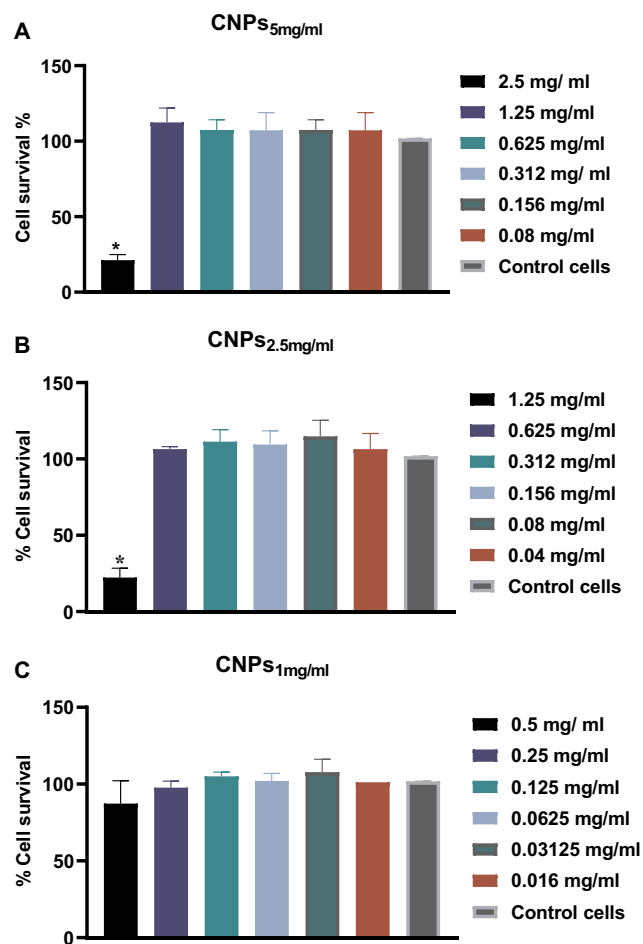 A
CNPs5mg/ml
Cell survival %
150
100
50
0
*
2.5 mg/ ml
1.25 mg/ml
0.625 mg/ml
0.312 mg/ ml
0.156 mg/ml
0.08 mg/ml
Control cells
B
CNPs2.5mg/ml
% Cell survival
150
100
50
0
*
1.25 mg/ml
0.625 mg/ml
0.312 mg/ml
0.156 mg/ml
0.08 mg/ml
0.04 mg/ml
Control cells
C
CNPs1mg/ml
% Cell survival
150
100
50
0
0.5 mg/ ml
0.25 mg/ml
0.125 mg/ml
0.0625 mg/ml
0.03125 mg/ml
0.016 mg/ml
Control cells